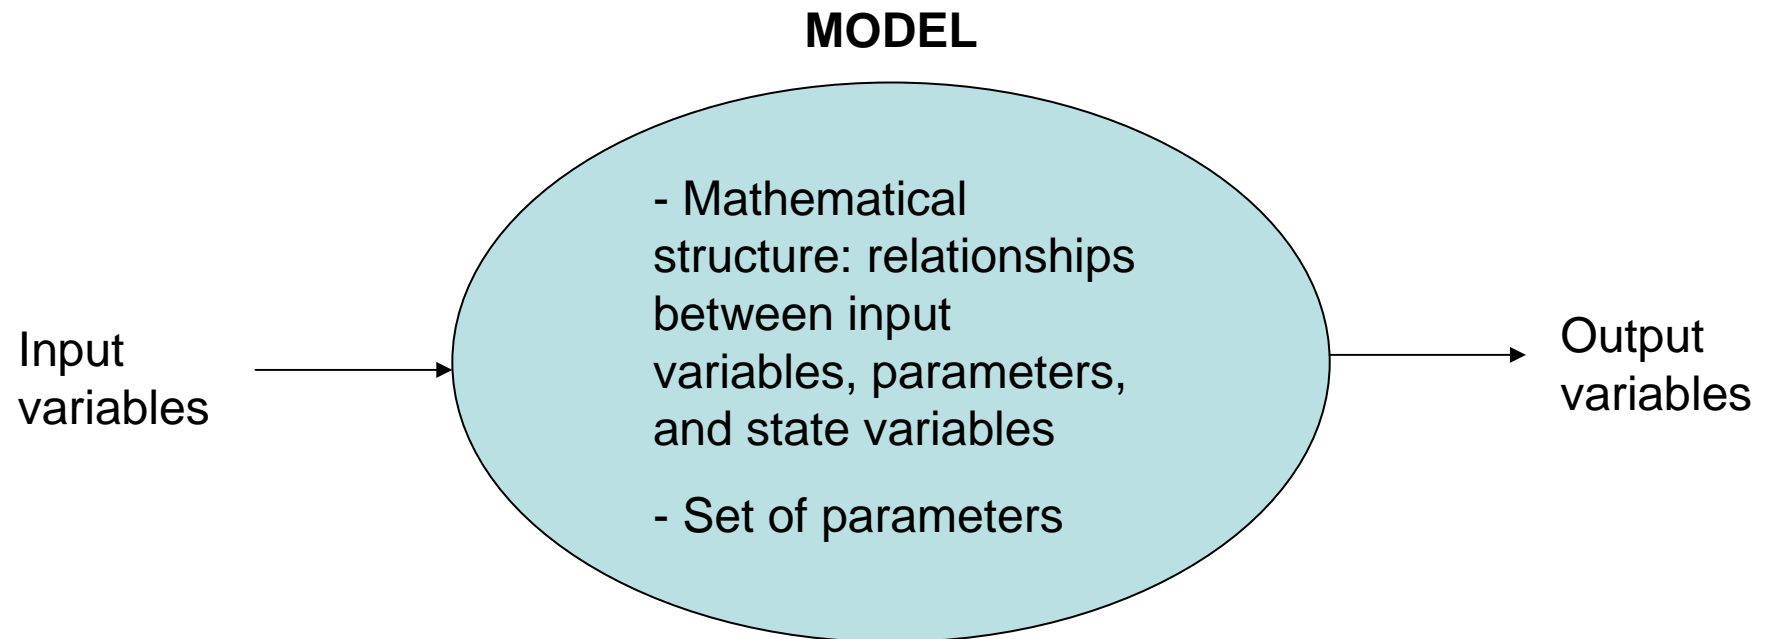 MODEL
- Mathematical
structure: relationships
between input
variables, parameters,
and state variables
- Set of parameters
Input
variables
Output
variables